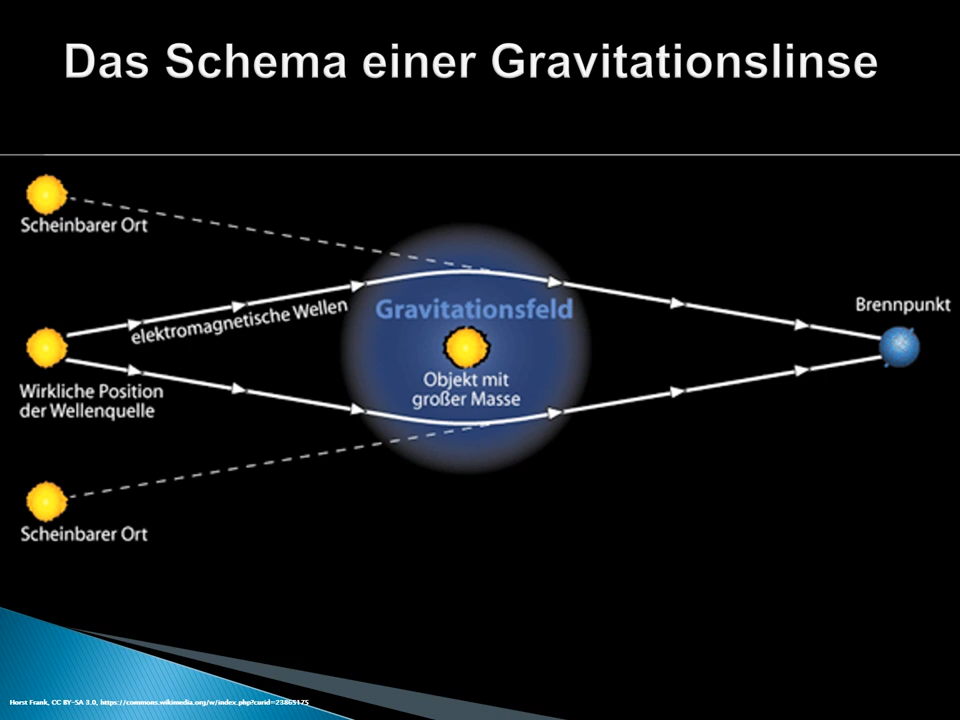 Das Schema einer Gravitationslinse
Scheinbarer Ort
elektromagnetische Wellen
Gravitationsfeld
Brennpunkt
Objekt mit
großer Masse
Wirkliche Position
der Wellenquelle
Scheinbarer Ort
Horst Frank, CC BY-SA 3.0, https://commons.wikimedia.org/w/index.php?curid=23865175